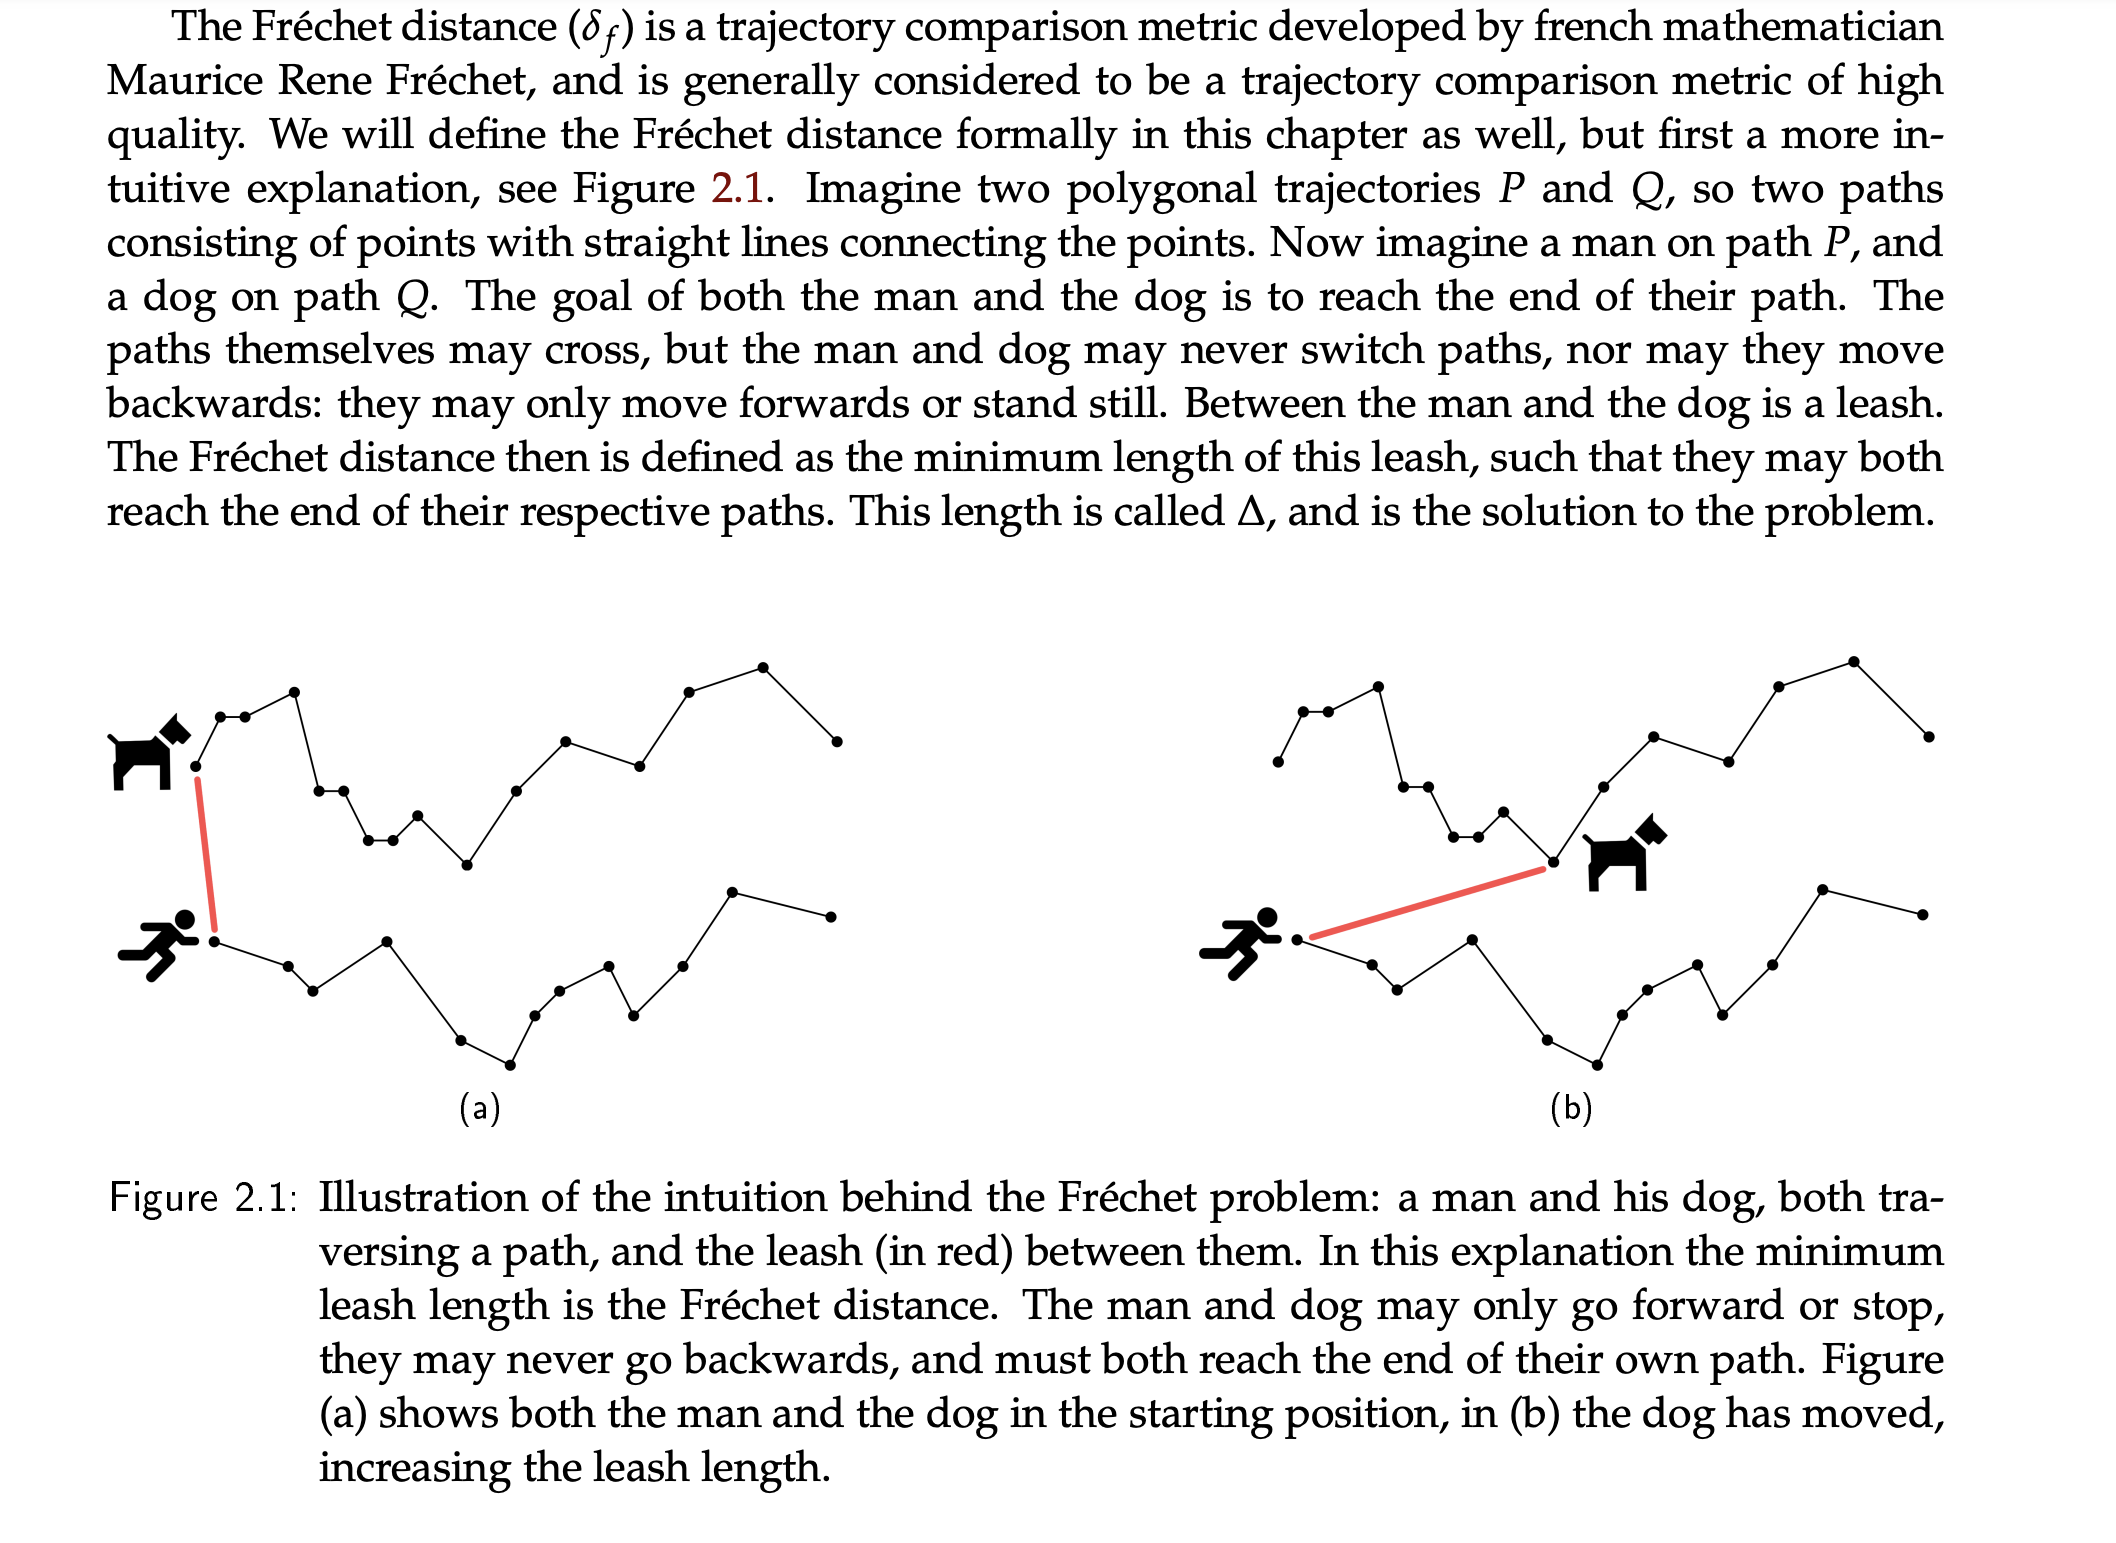 The Fréchet distance (δf) is a trajectory comparison metric developed by french mathematician
Maurice Rene Fréchet, and is generally considered to be a trajectory comparison metric of high
quality. We will define the Fréchet distance formally in this chapter as well, but first a more in-
tuitive explanation, see Figure 2.1. Imagine two polygonal trajectories P and Q, so two paths
consisting of points with straight lines connecting the points. Now imagine a man on path P, and
a dog on path Q. The goal of both the man and the dog is to reach the end of their path. The
paths themselves may cross, but the man and dog may never switch paths, nor may they move
backwards: they may only move forwards or stand still. Between the man and the dog is a leash.
The Fréchet distance then is defined as the minimum length of this leash, such that they may both
reach the end of their respective paths. This length is called Δ, and is the solution to the problem.
(a)
(b)
Figure 2.1: Illustration of the intuition behind the Fréchet problem: a man and his dog, both tra-
versing a path, and the leash (in red) between them. In this explanation the minimum
leash length is the Fréchet distance. The man and dog may only go forward or stop,
they may never go backwards, and must both reach the end of their own path. Figure
(a) shows both the man and the dog in the starting position, in (b) the dog has moved,
increasing the leash length.